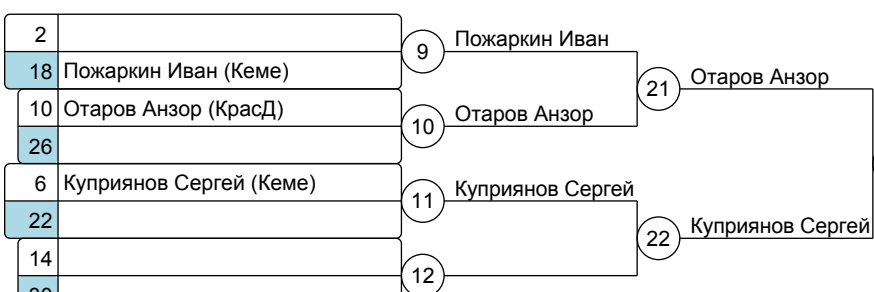 2
9 Пожаркин Иван
18 Пожаркин Иван (Кеме)
21 Отаров Анзор
10 Отаров Анзор (КрасД)
10 Отаров Анзор
26
6 Куприянов Сергей (Кеме)
11 Куприянов Сергей
22
22 Куприянов Сергей
14
12